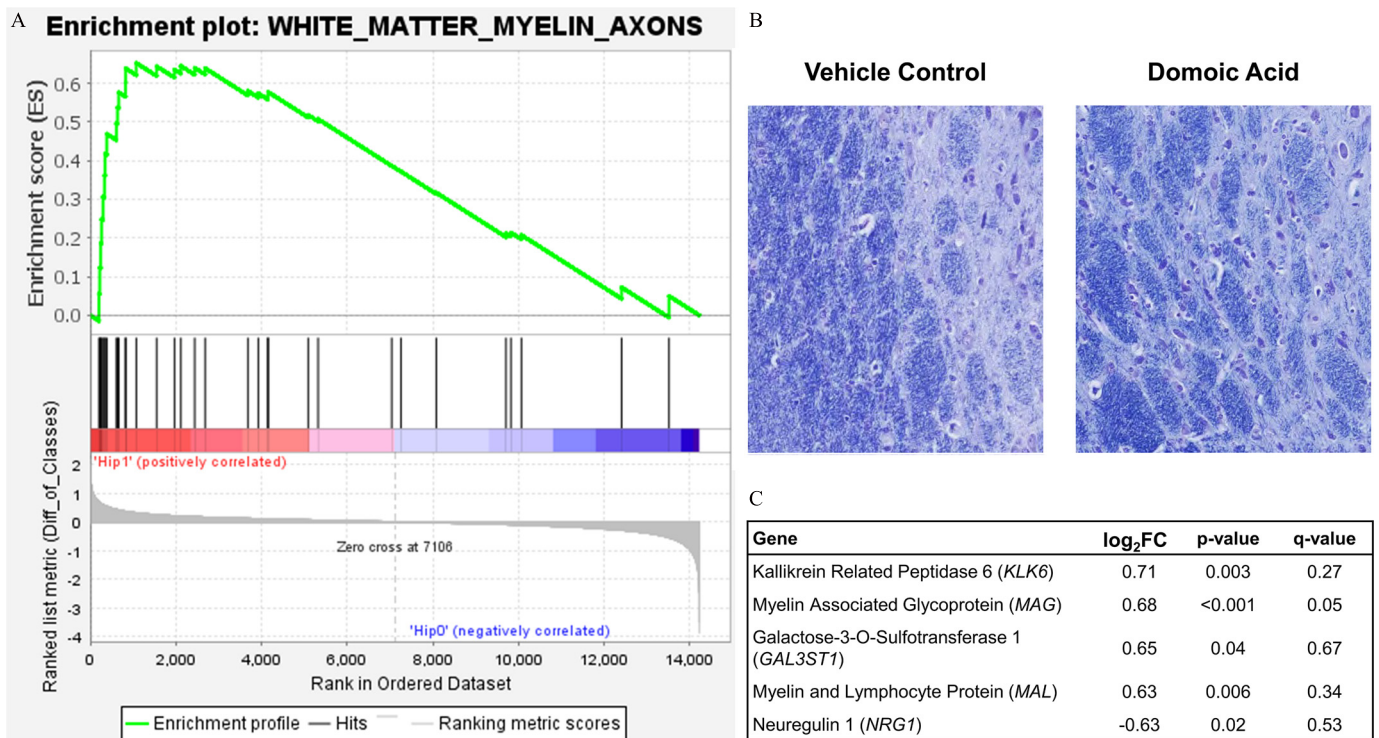 A
Enrichment plot: WHITE_MATTER_MYELIN_AXONS
Enrichment score (ES)
0.6
0.5
0.4
0.3
0.2
0.1
0.0
Ranked list metric (Diff_of_Classes)
'Hip1' (positively correlated)
2
1
0
-1
-2
-3
-4
Zero cross at 7106
'Hip0' (negatively correlated)
0 2,000 4,000 6,000 8,000 10,000 12,000 14,000
Rank in Ordered Dataset
Enrichment profile Hits Ranking metric scores
B
Vehicle Control Domoic Acid
C
Gene log2FC p-value q-value
Kallikrein Related Peptidase 6 (KLK6) 0.71 0.003 0.27
Myelin Associated Glycoprotein (MAG) 0.68 <0.001 0.05
Galactose-3-O-Sulfotransferase 1
(GAL3ST1) 0.65 0.04 0.67
Myelin and Lymphocyte Protein (MAL) 0.63 0.006 0.34
Neuregulin 1 (NRG1) -0.63 0.02 0.53